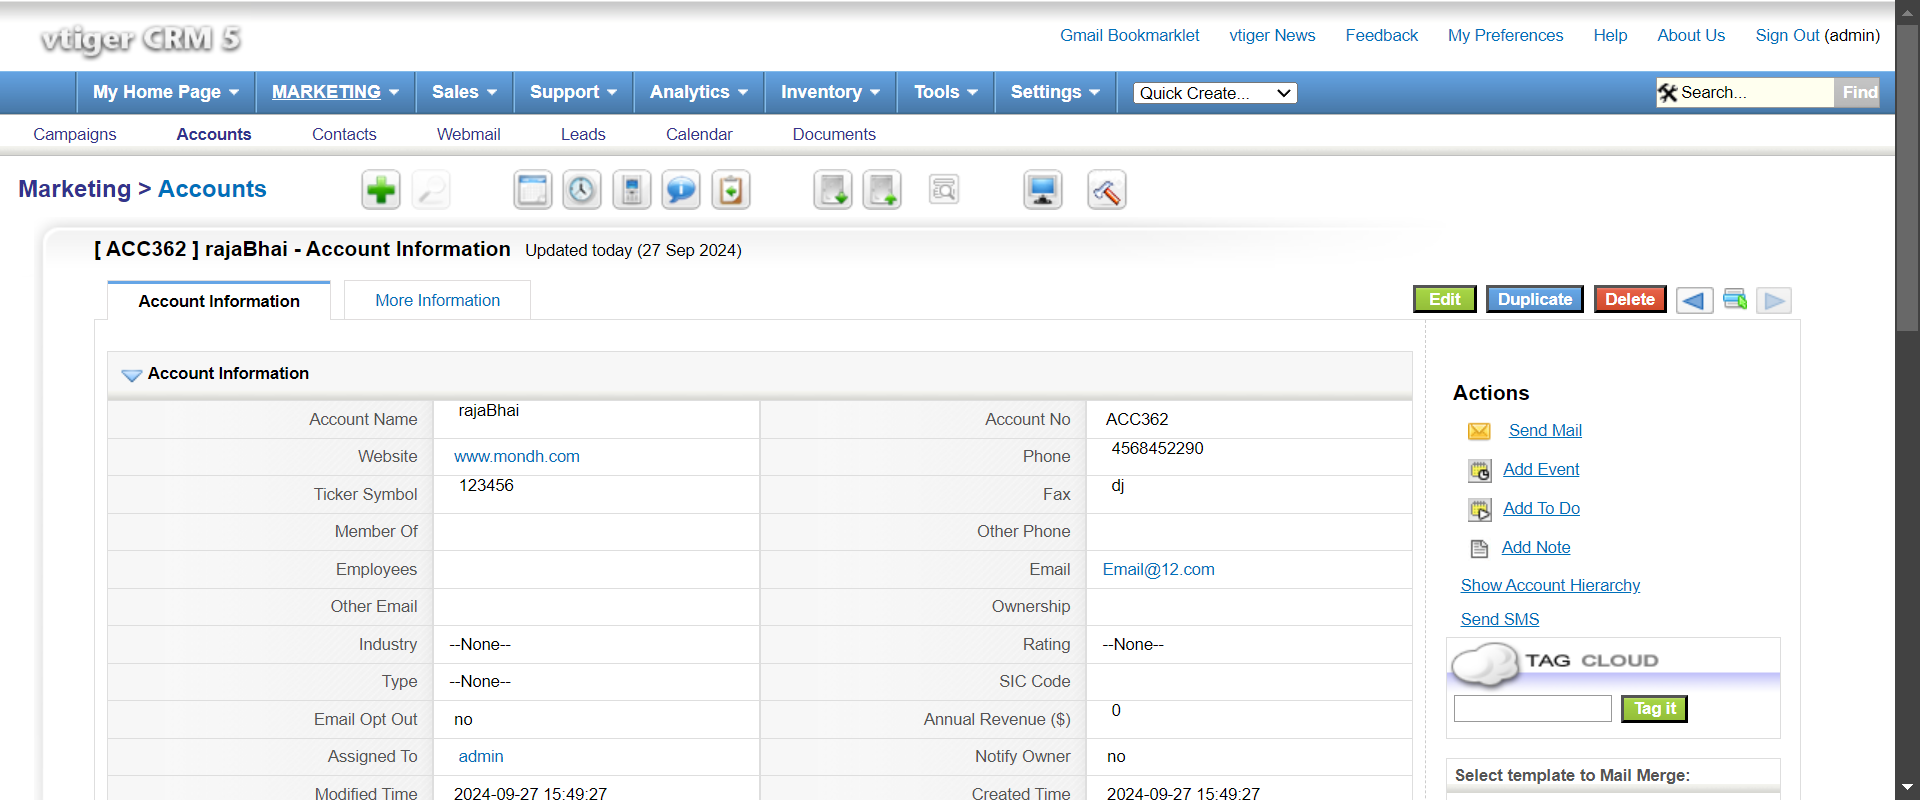 vtiger CRM 5
Gmail Bookmarklet vtiger News Feedback My Preferences Help About Us Sign Out (admin)
My Home Page MARKETING Sales Support Analytics Inventory Tools Settings Quick Create... Search... Find
Campaigns Accounts Contacts Webmail Leads Calendar Documents
Marketing > Accounts
[ ACC362 ] rajaBhai - Account Information Updated today (27 Sep 2024)
Account Information More Information Edit Duplicate Delete
Account Information
Account Name rajaBhai Account No ACC362
Website www.mondh.com Phone 4568452290
Ticker Symbol 123456 Fax dj
Member Of Other Phone
Employees Email Email@12.com
Other Email Ownership
Industry --None-- Rating --None--
Type --None-- SIC Code
Email Opt Out no Annual Revenue ($) 0
Assigned To admin Notify Owner no
Modified Time 2024-09-27 15:49:27 Created Time 2024-09-27 15:49:27
Actions
Send Mail
Add Event
Add To Do
Add Note
Show Account Hierarchy
Send SMS
TAG CLOUD
Tag it
Select template to Mail Merge: